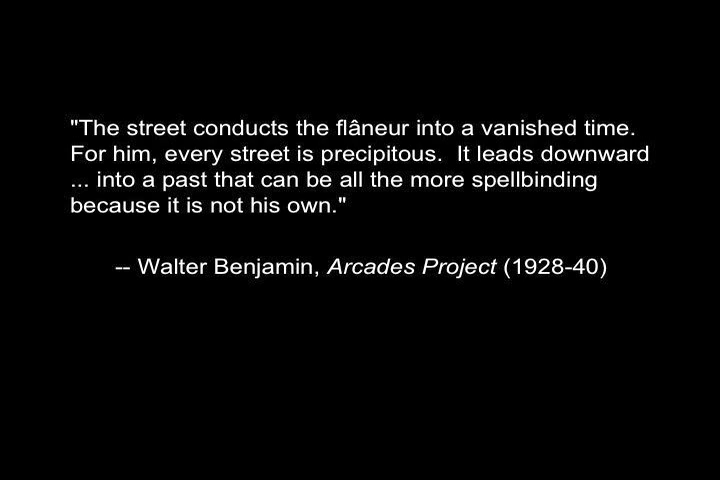 "The street conducts the flâneur into a vanished time.
For him, every street is precipitous.  It leads downward
... into a past that can be all the more spellbinding
because it is not his own."
-- Walter Benjamin, Arcades Project (1928-40)